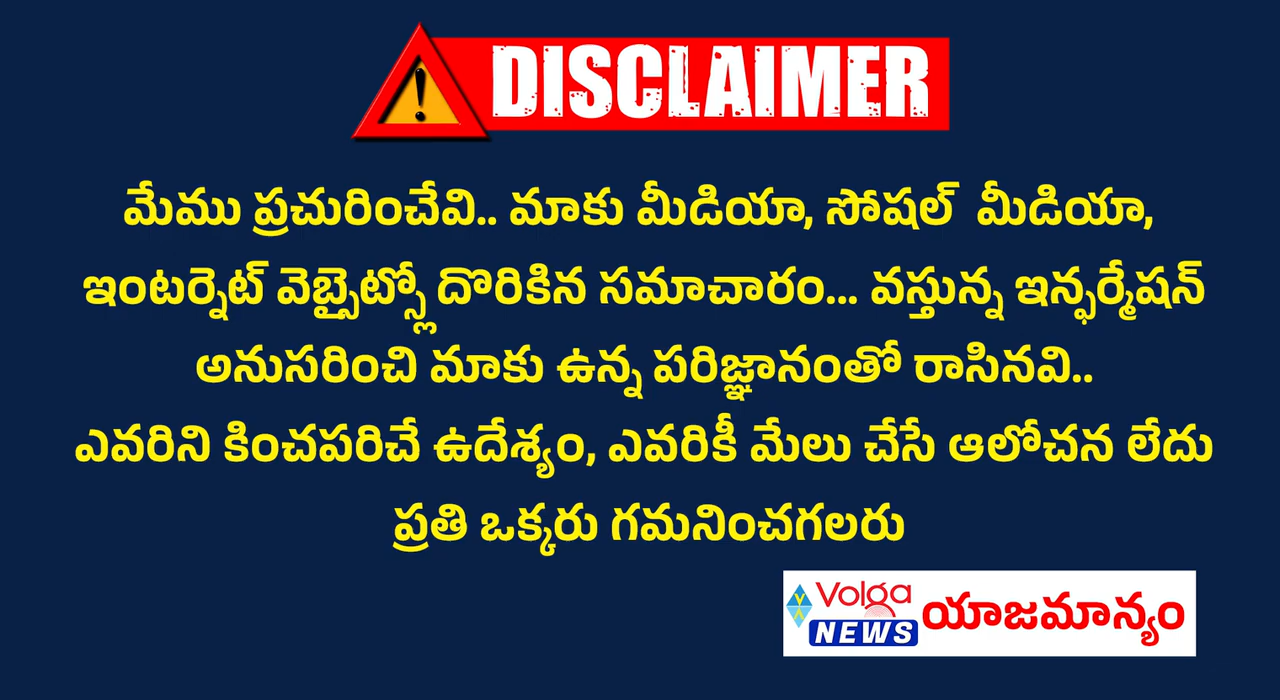 DISCLAIMER
మేము ప్రచురించేవి.. మాకు మీడియా, సోషల్ మీడియా,
ఇంటర్నెట్ వెబ్సైట్స్లో దొరికిన సమాచారం... వస్తున్న ఇన్ఫర్మేషన్
అనుసరించి మాకు ఉన్న పరిజ్ఞానంతో రాసినవి..
ఎవరిని కించపరిచే ఉదేశ్యం, ఎవరికీ మేలు చేసే ఆలోచన లేదు
ప్రతి ఒక్కరు గమనించగలరు
Volga
NEWS యాజమాన్యం